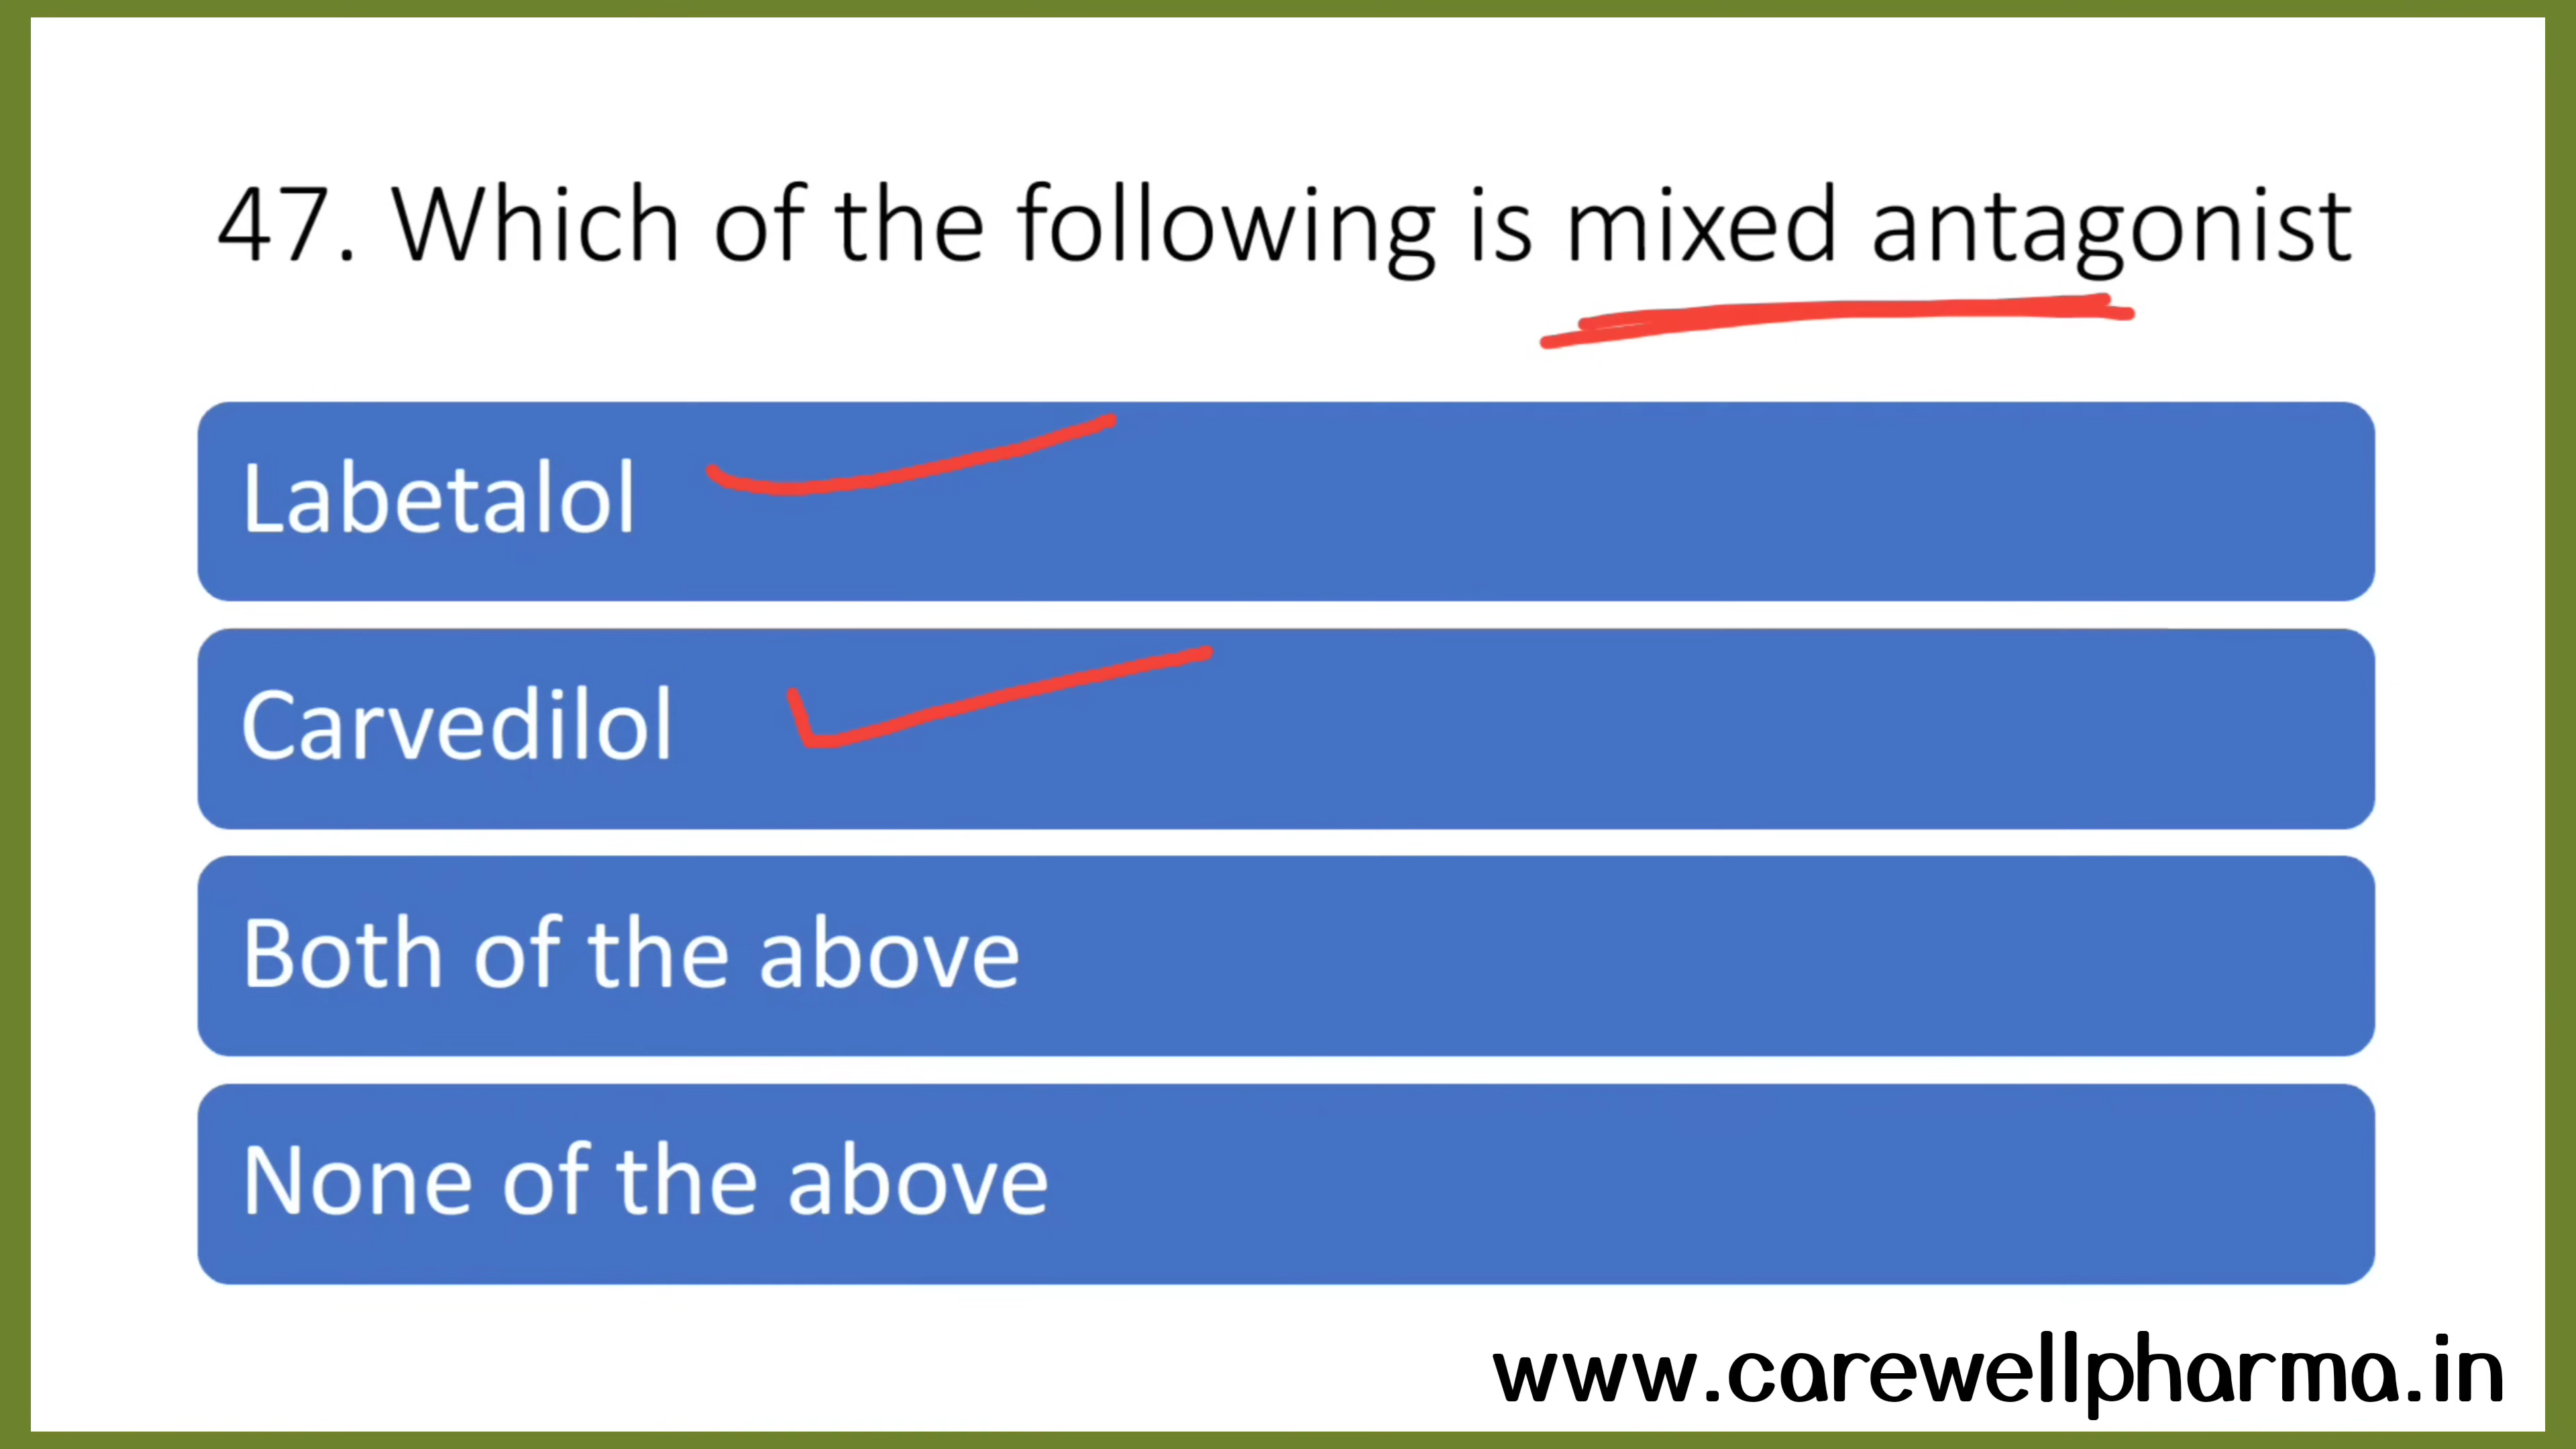 47. Which of the following is mixed antagonist
Labetalol
Carvedilol
Both of the above
None of the above
www.carewellpharma.in